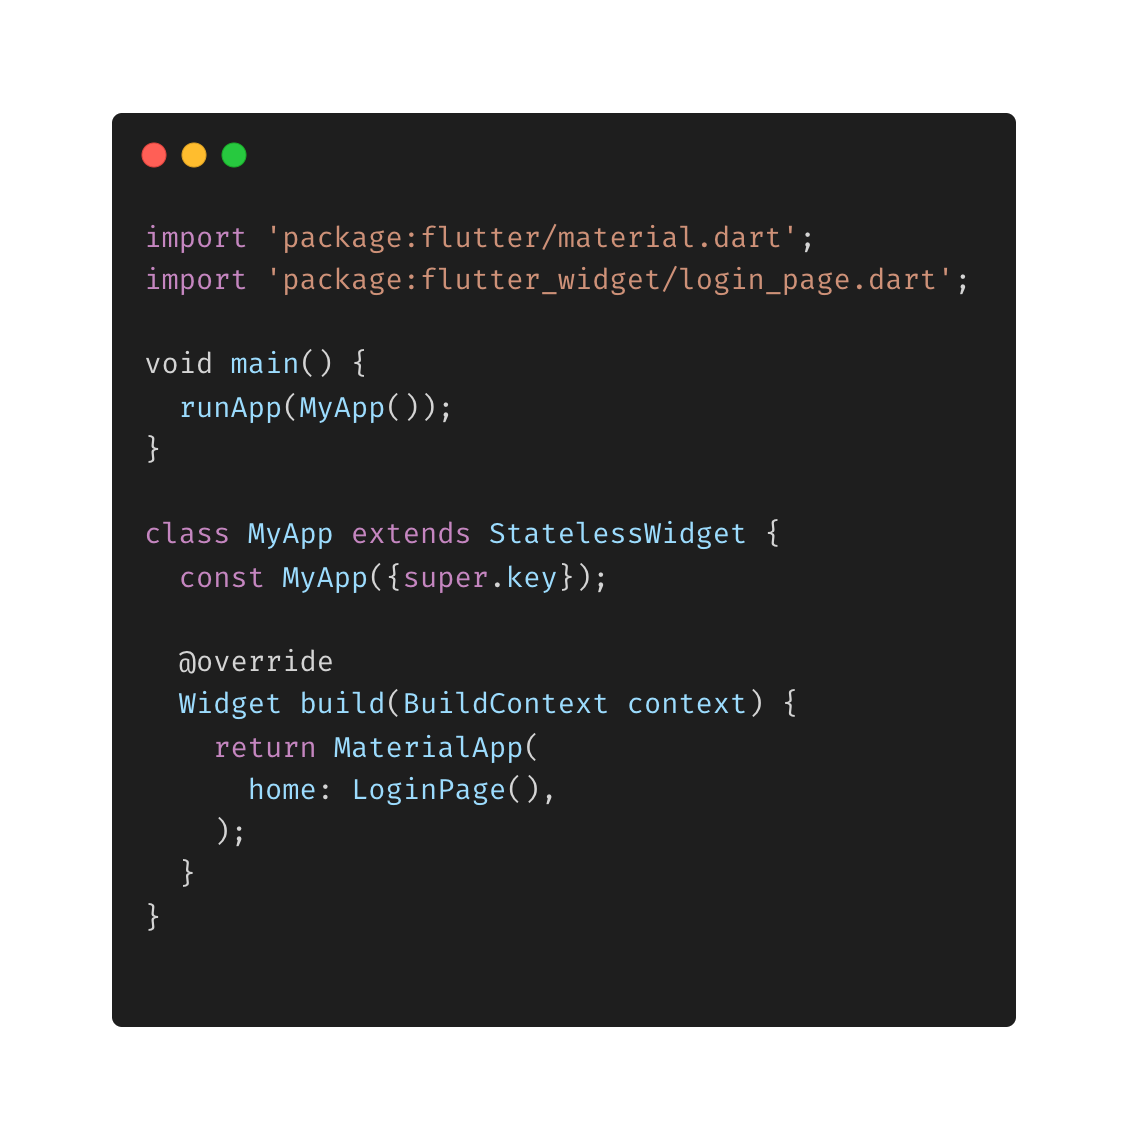 import 'package:flutter/material.dart';
import 'package:flutter_widget/login_page.dart';

void main() {
  runApp(MyApp());
}

class MyApp extends StatelessWidget {
  const MyApp({super.key});

  @override
  Widget build(BuildContext context) {
    return MaterialApp(
      home: LoginPage(),
    );
  }
}